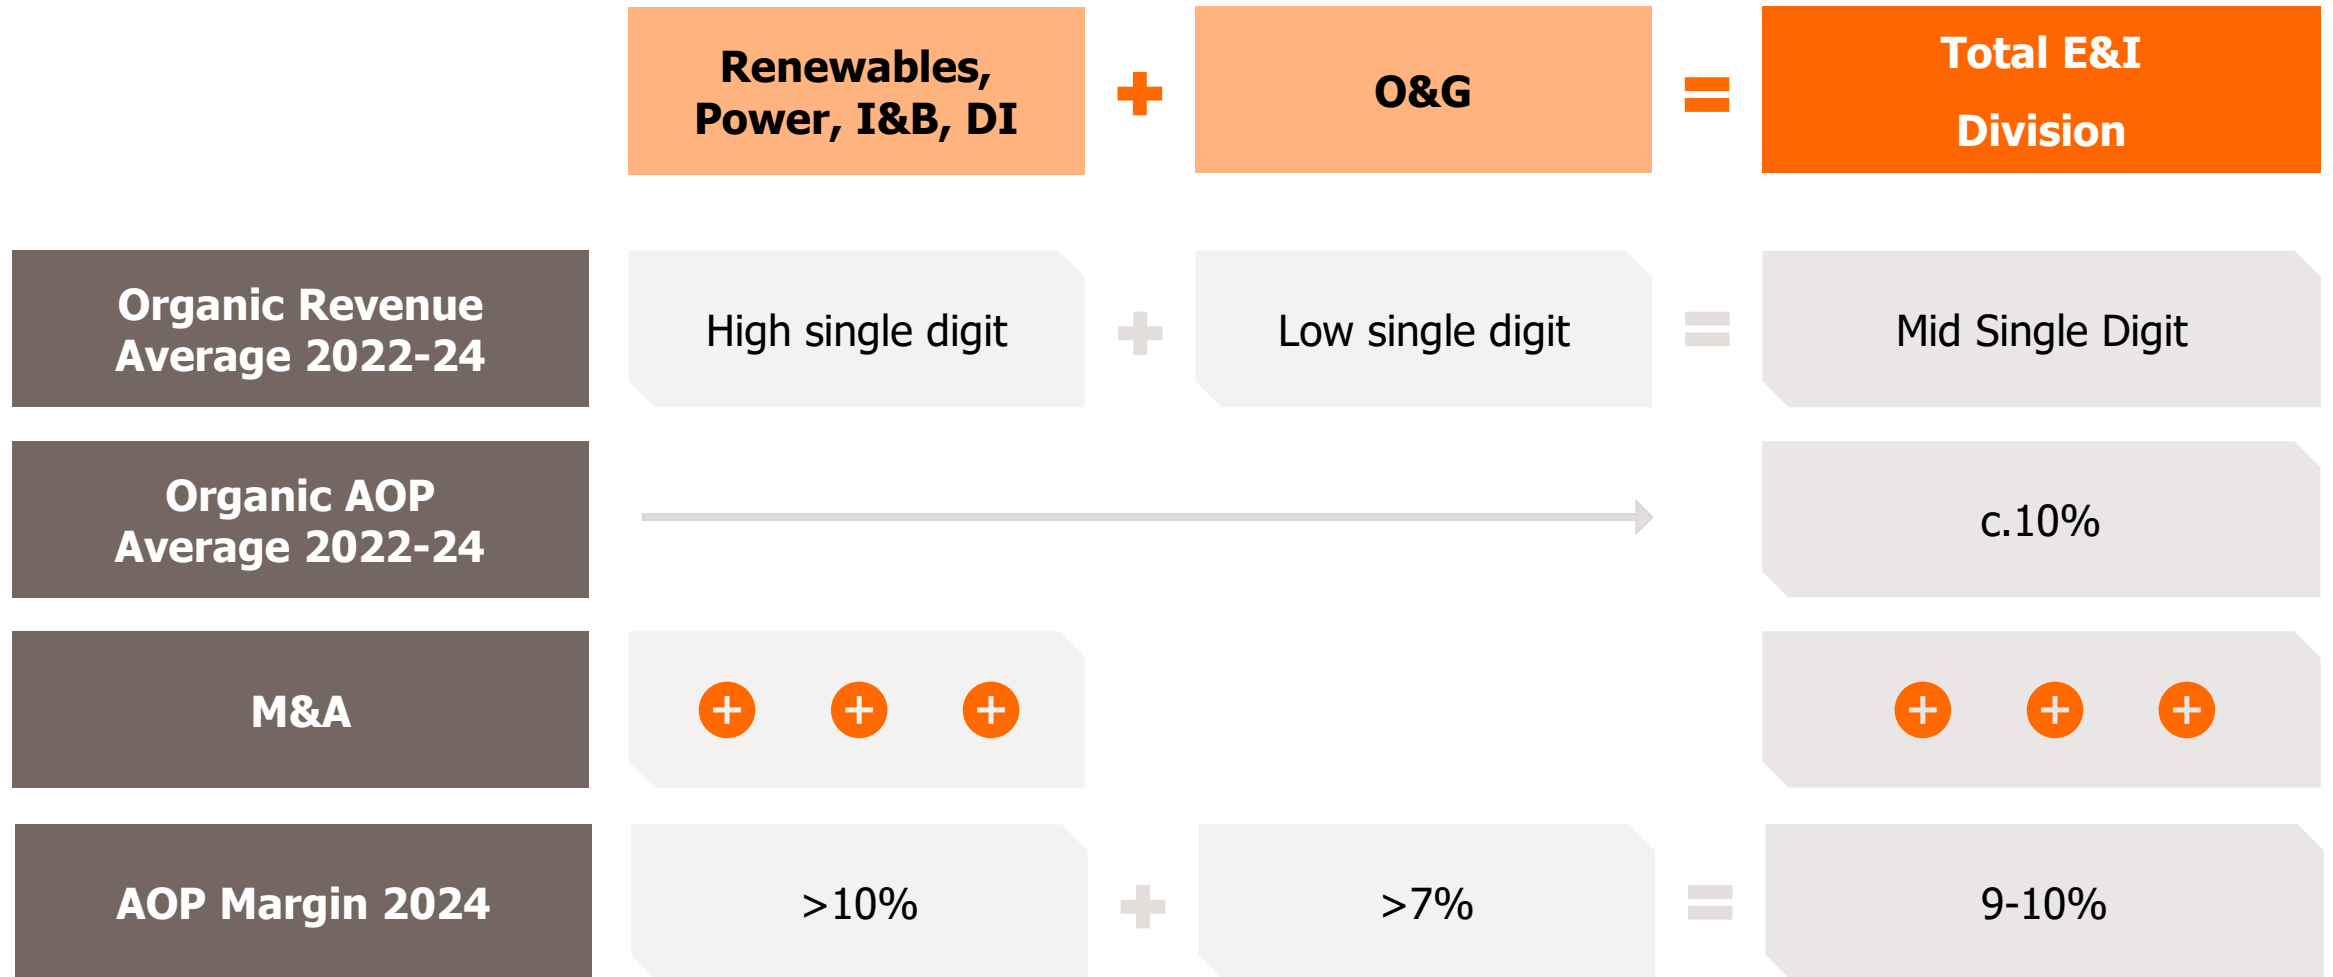 Renewables,
Power, I&B, DI
O&G
Total E&I
Division
Organic Revenue
Average 2022-24
High single digit
Low single digit
Mid Single Digit
Organic AOP
Average 2022-24
c.10%
M&A
AOP Margin 2024
>10%
>7%
9-10%